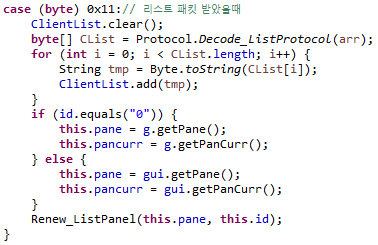 case (byte) 0x11:// 리스트 패킷 받았을때
ClientList.clear();
byte[] CList = Protocol.Decode_ListProtocol(arr);
for (int i = 0; i < CList.length; i++) {
String tmp = Byte.toString(CList[i]);
ClientList.add(tmp);
}
if (id.equals("0")) {
this.pane = g.getPane();
this.pancurr = g.getPanCurr();
} else {
this.pane = gui.getPane();
this.pancurr = gui.getPanCurr();
}
Renew_ListPanel(this.pane, this.id);
}